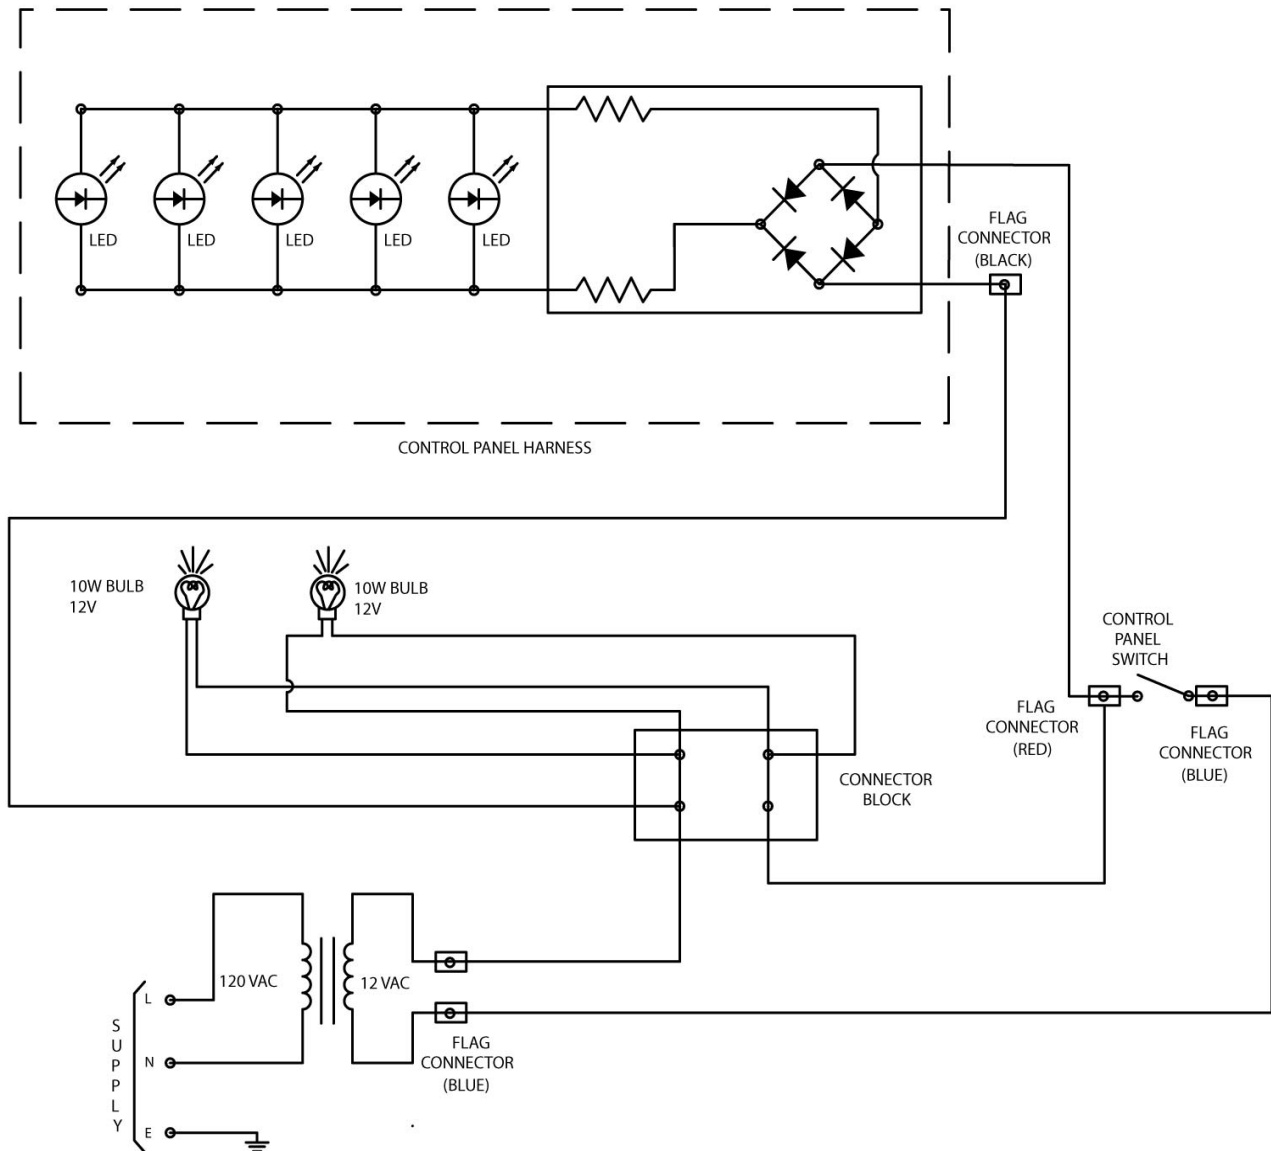 LED
LED
LED
LED
LED
FLAG
CONNECTOR
(BLACK)
CONTROL PANEL HARNESS
10W BULB
12V
10W BULB
12V
CONTROL
PANEL
SWITCH
FLAG
CONNECTOR
(RED)
FLAG
CONNECTOR
(BLUE)
CONNECTOR
BLOCK
120 VAC
12 VAC
SUPPLY
L
N
E
FLAG
CONNECTOR
(BLUE)